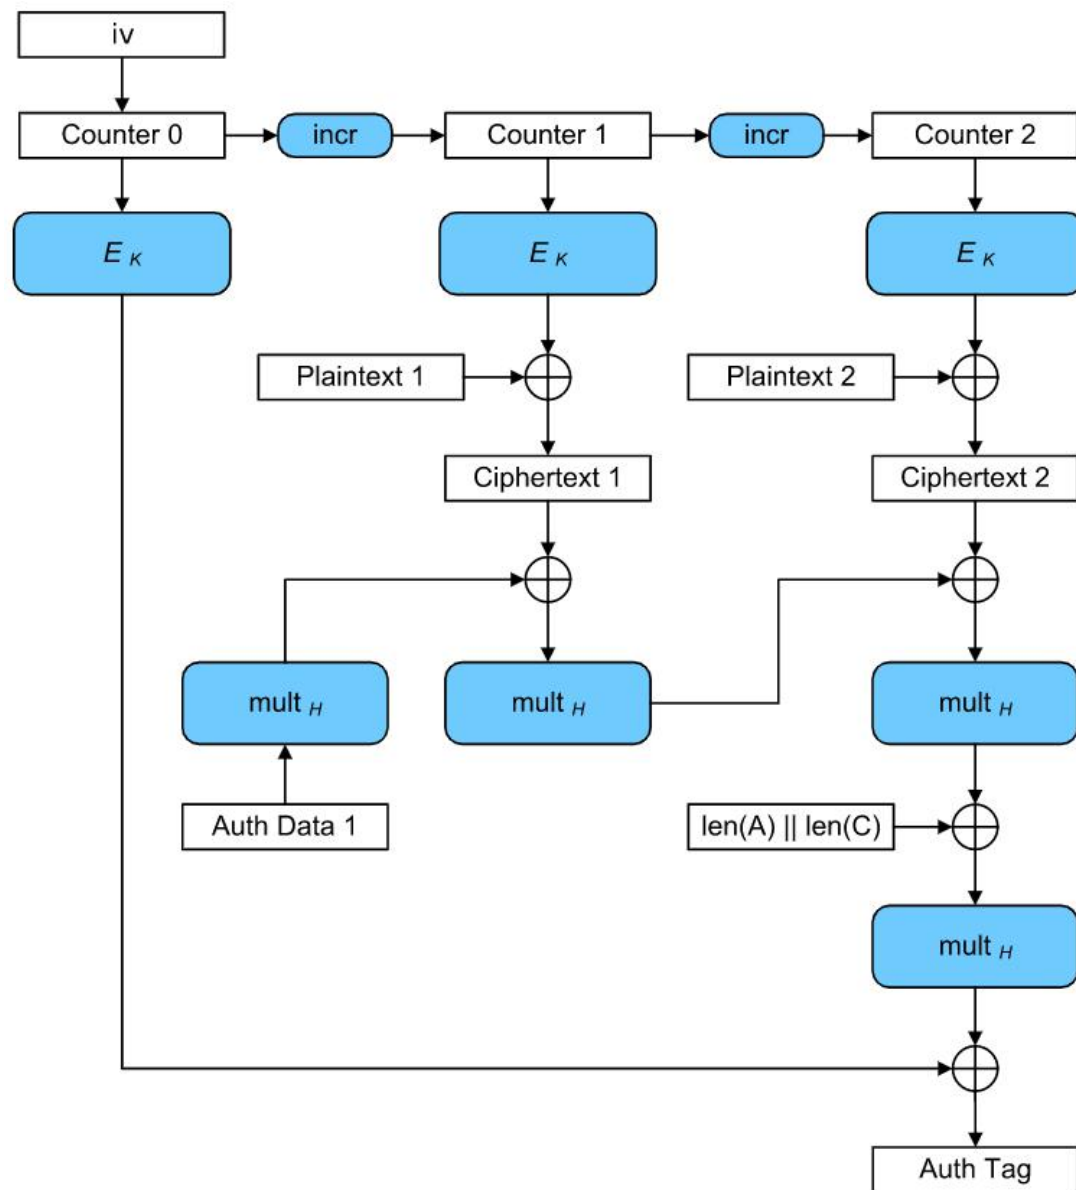 iv
Counter 0
incr
Counter 1
incr
Counter 2
E K
E K
E K
Plaintext 1
Plaintext 2
Ciphertext 1
Ciphertext 2
mult H
mult H
mult H
Auth Data 1
len(A) || len(C)
mult H
Auth Tag